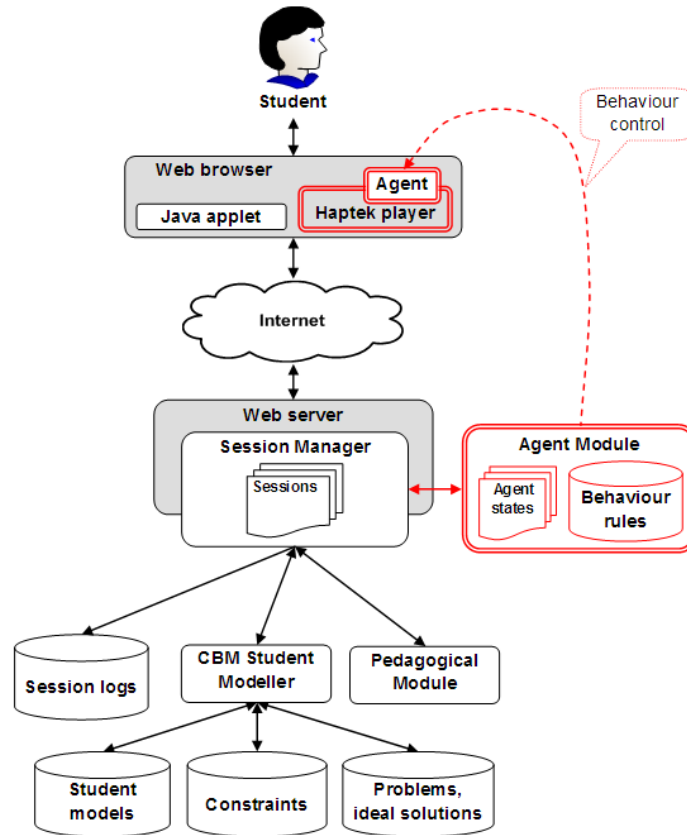 Student
Behaviour
control
Web browser
Agent
Java applet
Haptek player
Internet
Web server
Session Manager
Sessions
Agent Module
Agent
states
Behaviour
rules
Session logs
CBM Student
Modeller
Pedagogical
Module
Student
models
Constraints
Problems,
ideal solutions